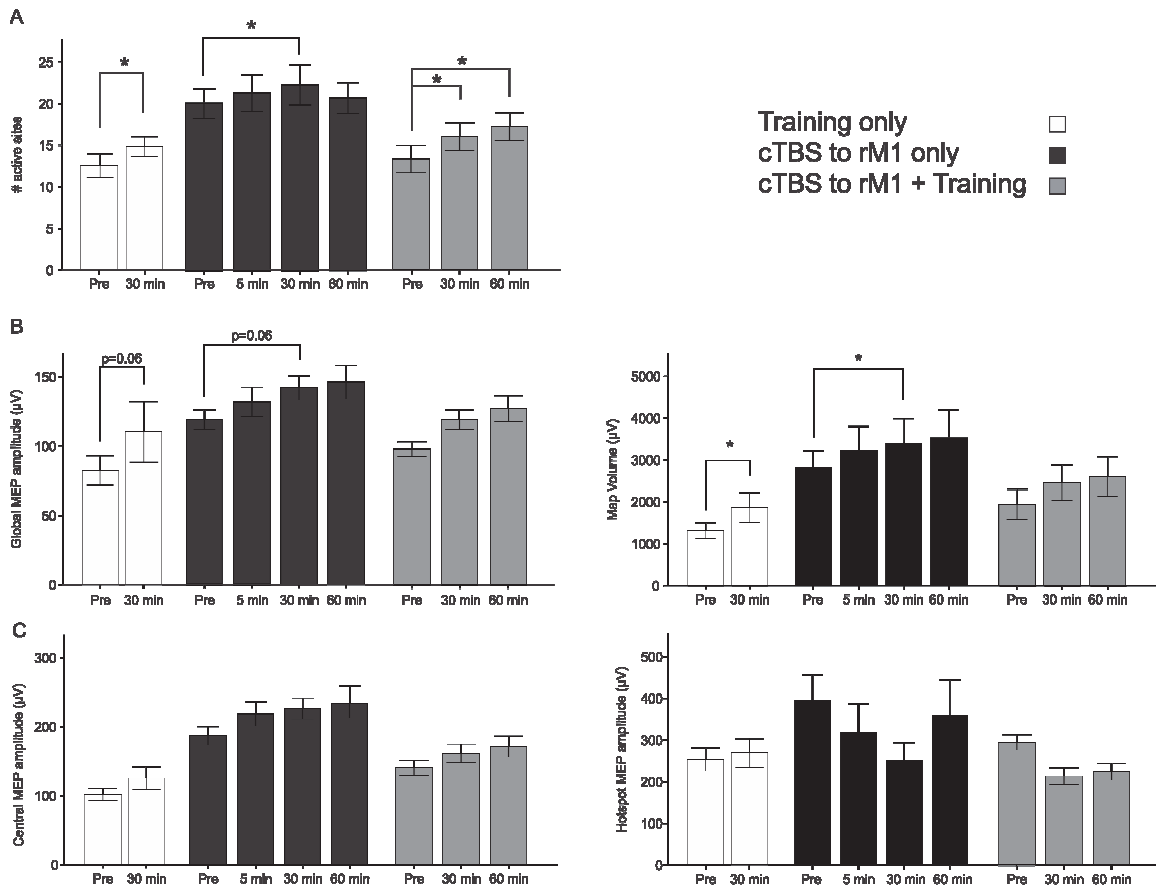 A
# active sites
25
20
15
10
5
0
*
*
*
*
Pre 30 min Pre 5 min 30 min 60 min Pre 30 min 60 min
Training only
cTBS to rM1 only
cTBS to rM1 + Training
B
Global MEP amplitude (µV)
150
100
50
0
p=0.06
p=0.06
Pre 30 min Pre 5 min 30 min 60 min Pre 30 min 60 min
Map Volume (µV)
5000
4000
3000
2000
1000
0
*
*
Pre 30 min Pre 5 min 30 min 60 min Pre 30 min 60 min
C
Central MEP amplitude (µV)
300
200
100
0
Pre 30 min Pre 5 min 30 min 60 min Pre 30 min 60 min
Hotspot MEP amplitude (µV)
500
400
300
200
100
0
Pre 30 min Pre 5 min 30 min 60 min Pre 30 min 60 min